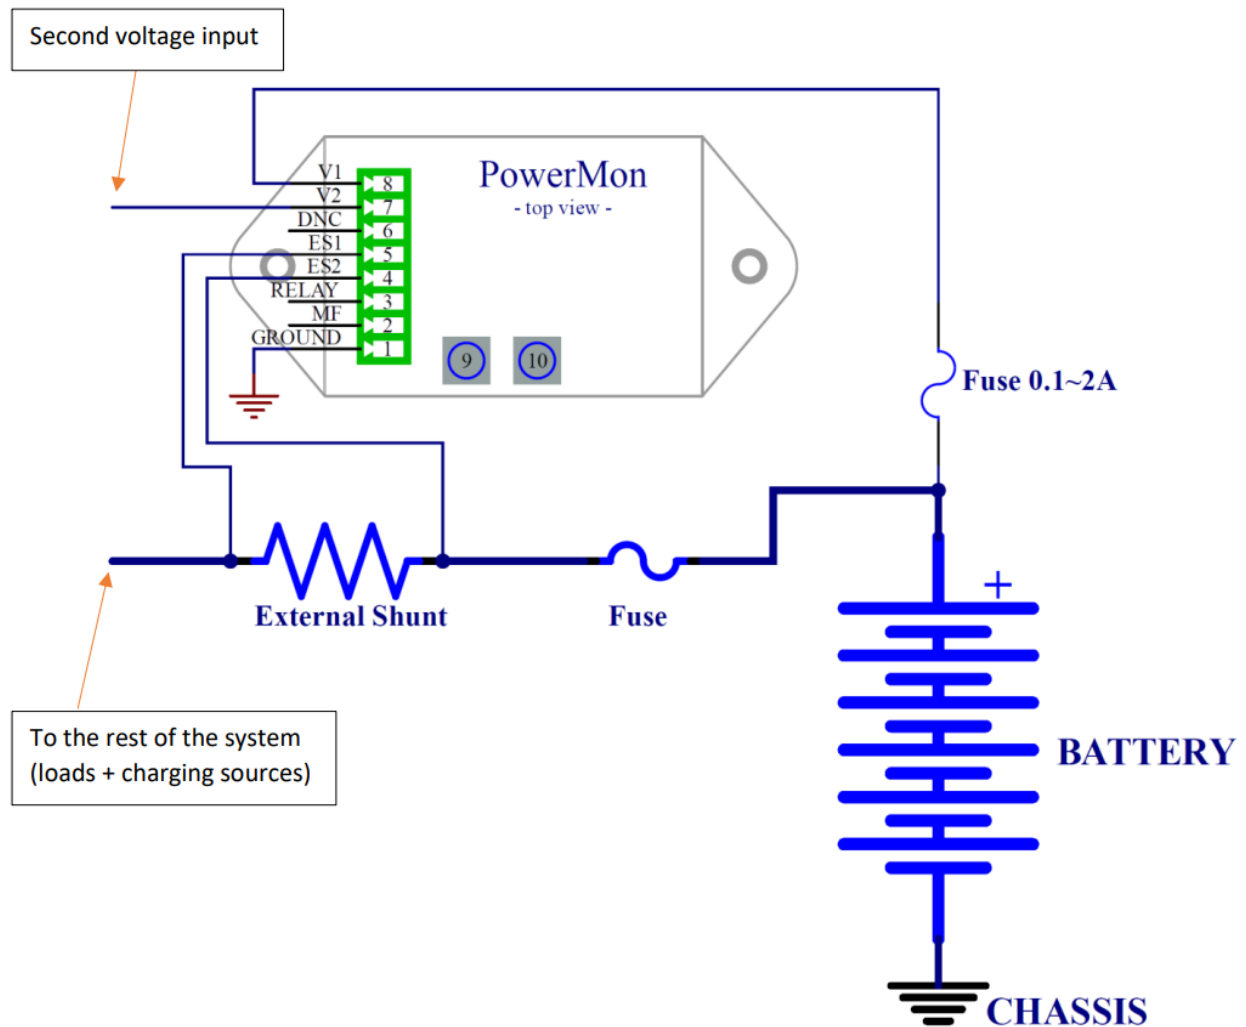 Second voltage input
PowerMon
- top view -
V1
8
V2
7
DNC
6
ES1
5
ES2
4
RELAY
3
MF
2
GROUND
1
9
10
Fuse 0.1~2A
External Shunt
Fuse
+
To the rest of the system
(loads + charging sources)
BATTERY
CHASSIS